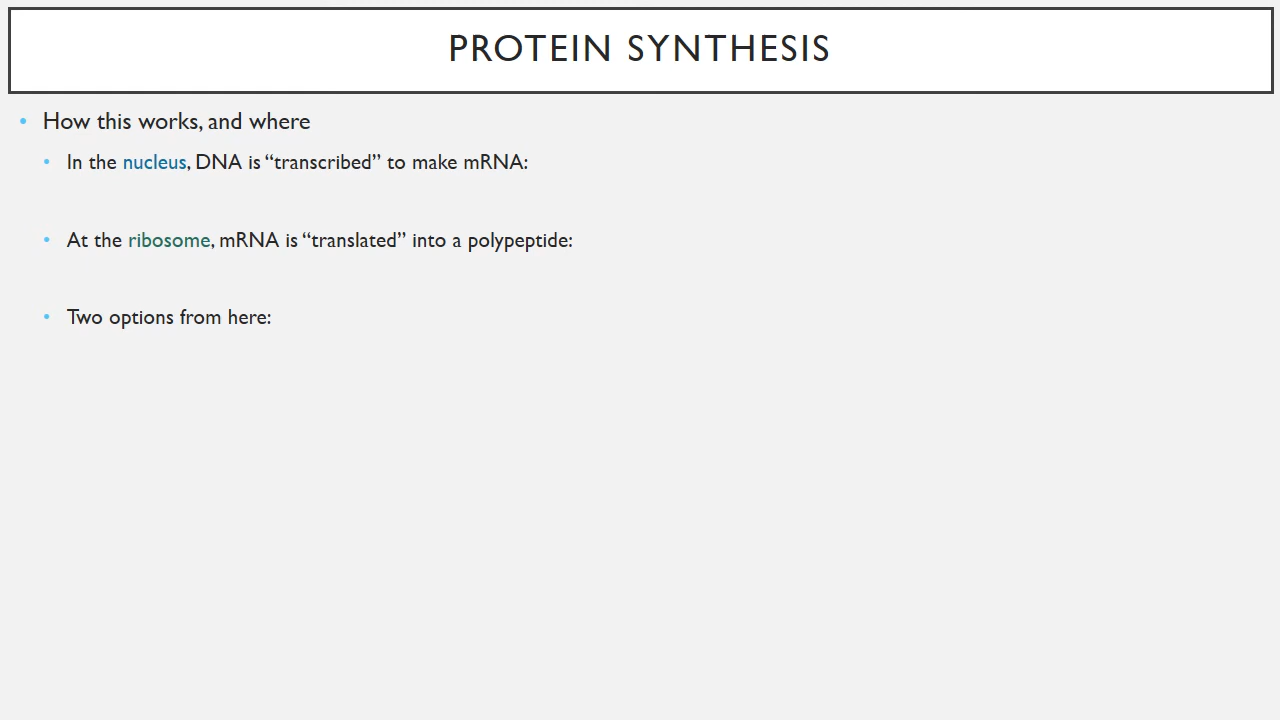 PROTEIN SYNTHESIS
• How this works, and where
• In the nucleus, DNA is “transcribed” to make mRNA:
• At the ribosome, mRNA is “translated” into a polypeptide:
• Two options from here: